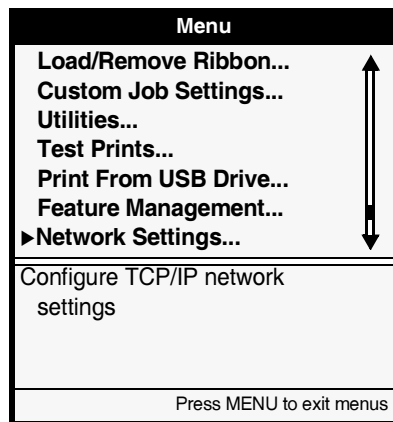 Menu
Load/Remove Ribbon...
Custom Job Settings...
Utilities...
Test Prints...
Print From USB Drive...
Feature Management...
▶Network Settings...
Configure TCP/IP network
settings
Press MENU to exit menus